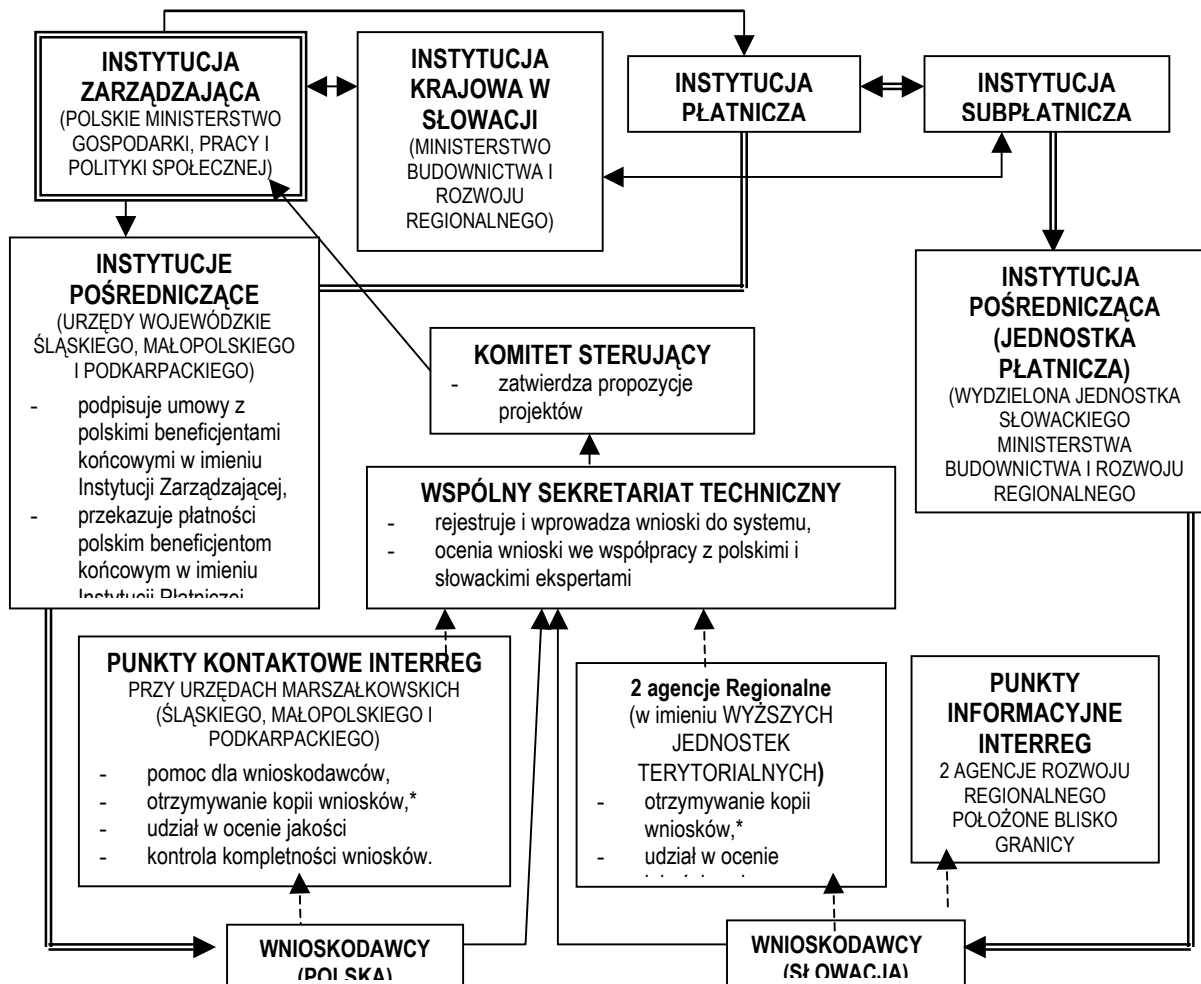 INSTYTUCJA
ZARZĄDZAJĄCA
(POLSKIE MINISTERSTWO
GOSPODARKI, PRACY I
POLITYKI SPOŁECZNEJ)
INSTYTUCJA
KRAJOWA W
SŁOWACJI
(MINISTERSTWO
BUDOWNICTWA I
ROZWOJU
REGIONALNEGO)
INSTYTUCJA
PŁATNICZA
INSTYTUCJA
SUBPŁATNICZA
INSTYTUCJE
POŚREDNICZĄCE
(URZĘDY WOJEWÓDZKIE
ŚLĄSKIEGO, MAŁOPOLSKIEGO
I PODKARPACKIEGO)
- podpisuje umowy z
polskimi beneficjentami
końcowymi w imieniu
Instytucji Zarządzającej,
- przekazuje płatności
polskim beneficjentom
końcowym w imieniu
Instytucji Płatniczej
KOMITET STERUJĄCY
- zatwierdza propozycje
projektów
INSTYTUCJA
POŚREDNICZĄCA
(JEDNOSTKA
PŁATNICZA)
(WYDZIELONA JEDNOSTKA
SŁOWACKIEGO
MINISTERSTWA
BUDOWNICTWA I ROZWOJU
REGIONALNEGO
WSPÓLNY SEKRETARIAT TECHNICZNY
- rejestruje i wprowadza wnioski do systemu,
- ocenia wnioski we współpracy z polskimi i
słowackimi ekspertami
PUNKTY KONTAKTOWE INTERREG
PRZY URZĘDACH MARSZAŁKOWSKICH
(ŚLĄSKIEGO, MAŁOPOLSKIEGO I
PODKARPACKIEGO)
- pomoc dla wnioskodawców,
- otrzymywanie kopii wniosków,*
- udział w ocenie jakości
- kontrola kompletności wniosków.
2 agencje Regionalne
(w imieniu WYŻSZYCH
JEDNOSTEK
TERYTORIALNYCH)
- otrzymywanie kopii
wniosków,*
- udział w ocenie
PUNKTY
INFORMACYJNE
INTERREG
2 AGENCJE ROZWOJU
REGIONALNEGO
POŁOŻONE BLISKO
GRANICY
WNIOSKODAWCY
(POLSKA)
WNIOSKODAWCY
(SŁOWACJA)